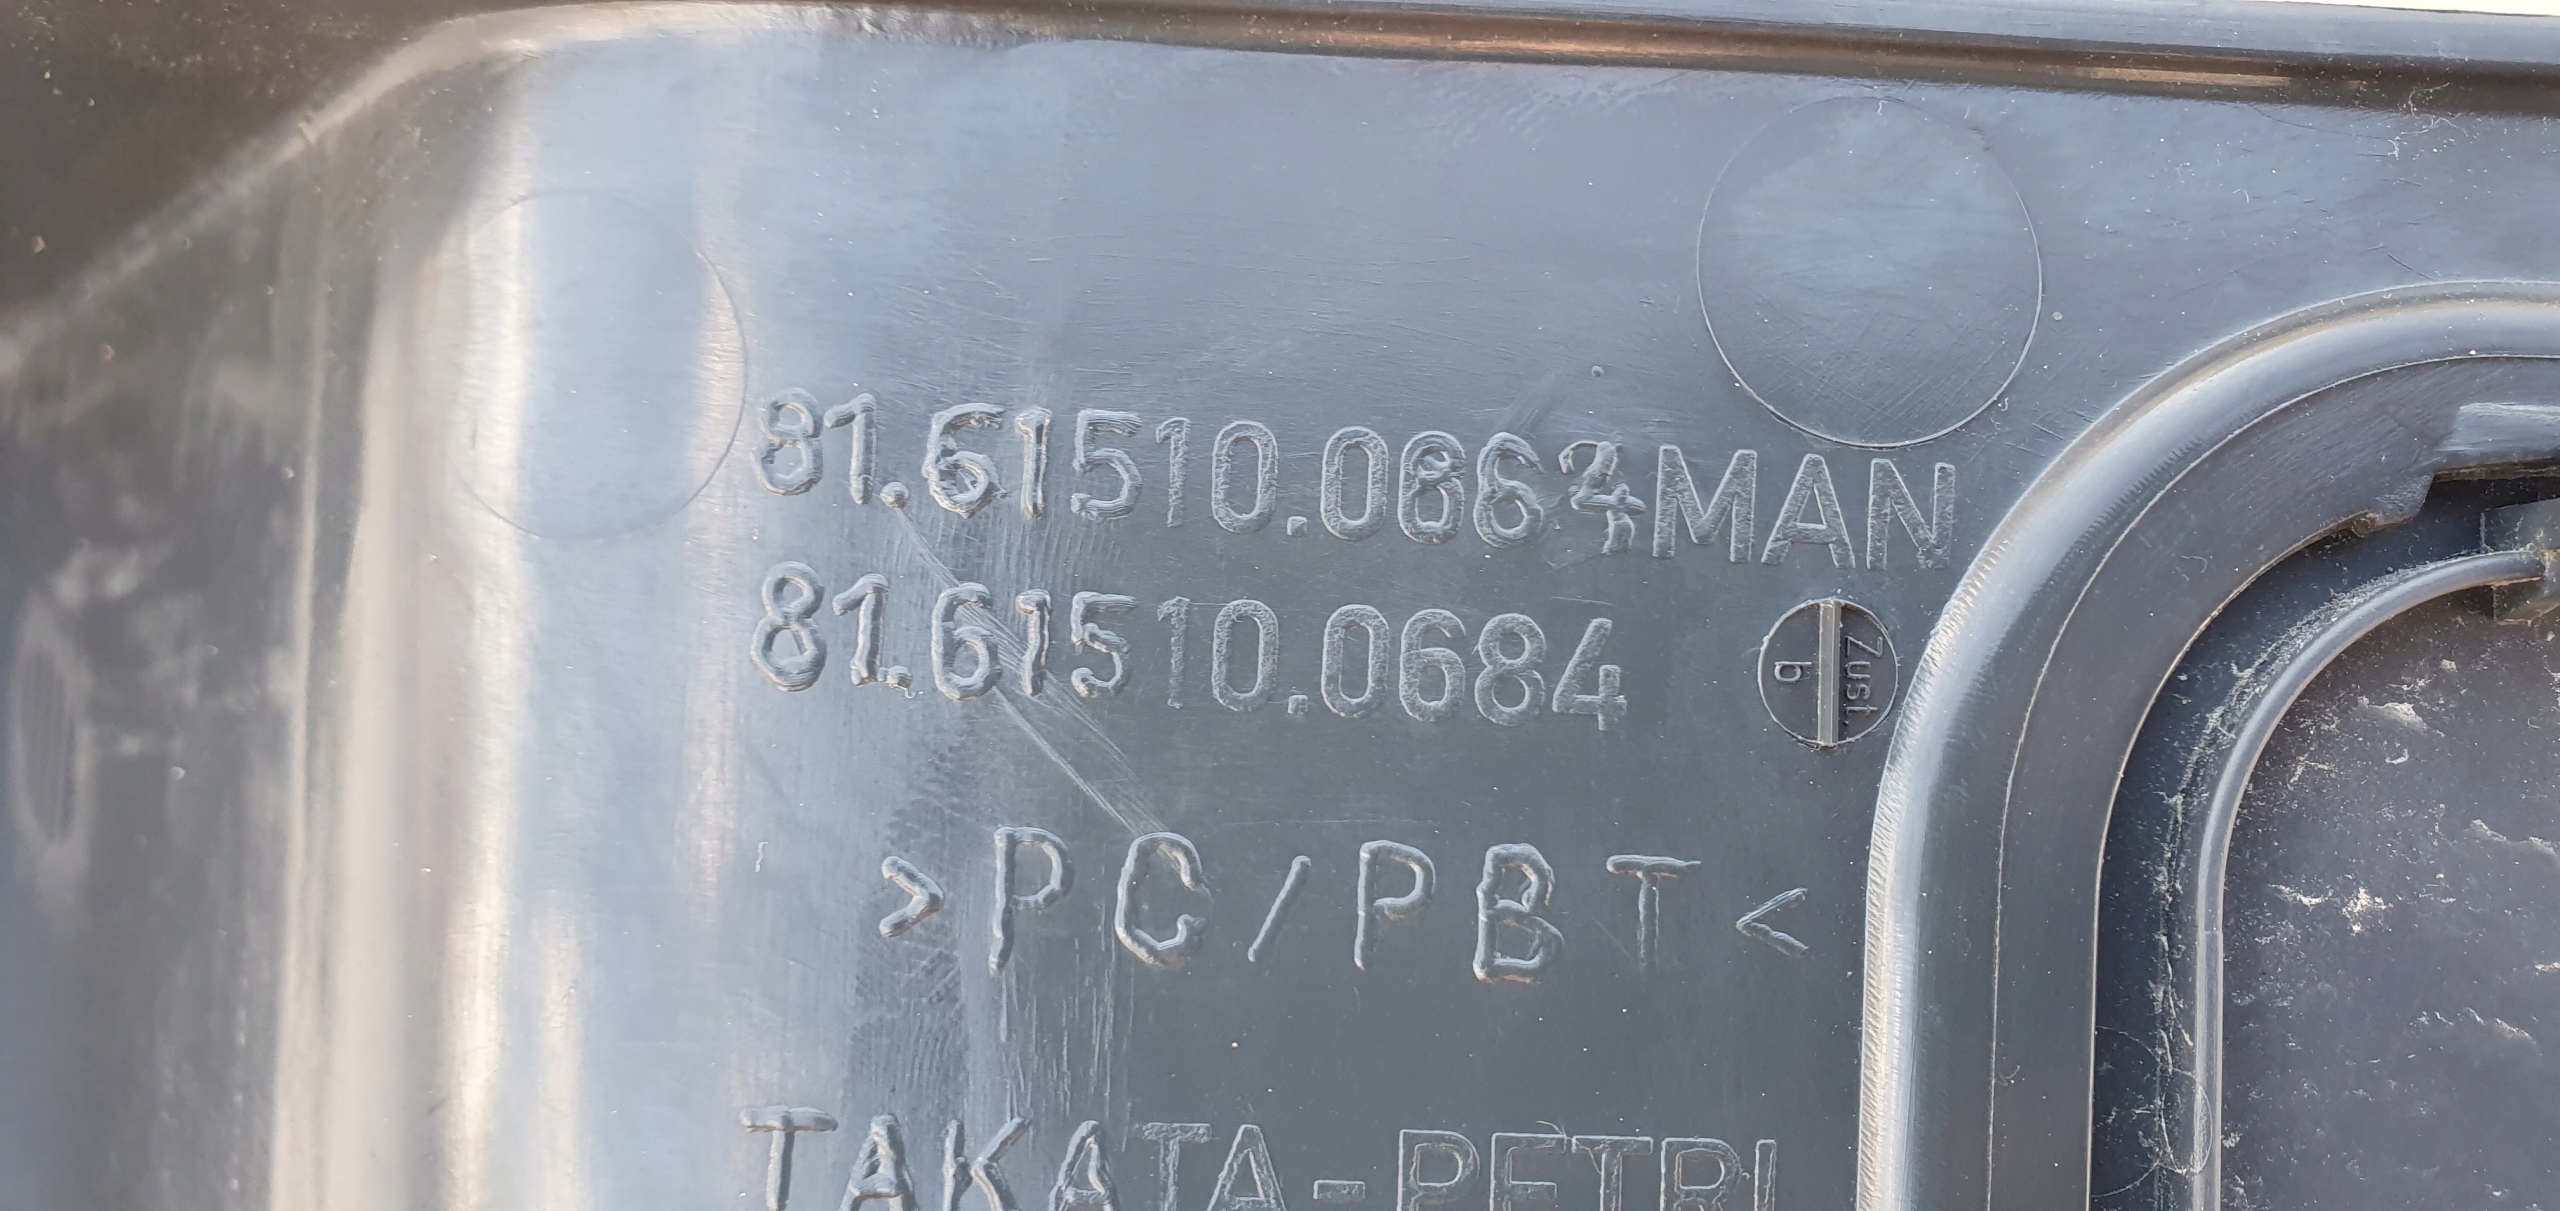 81.61510.0864MAN
81.61510.0684
Zust.
b
>PC/PBT<
TAKATA-PETRI